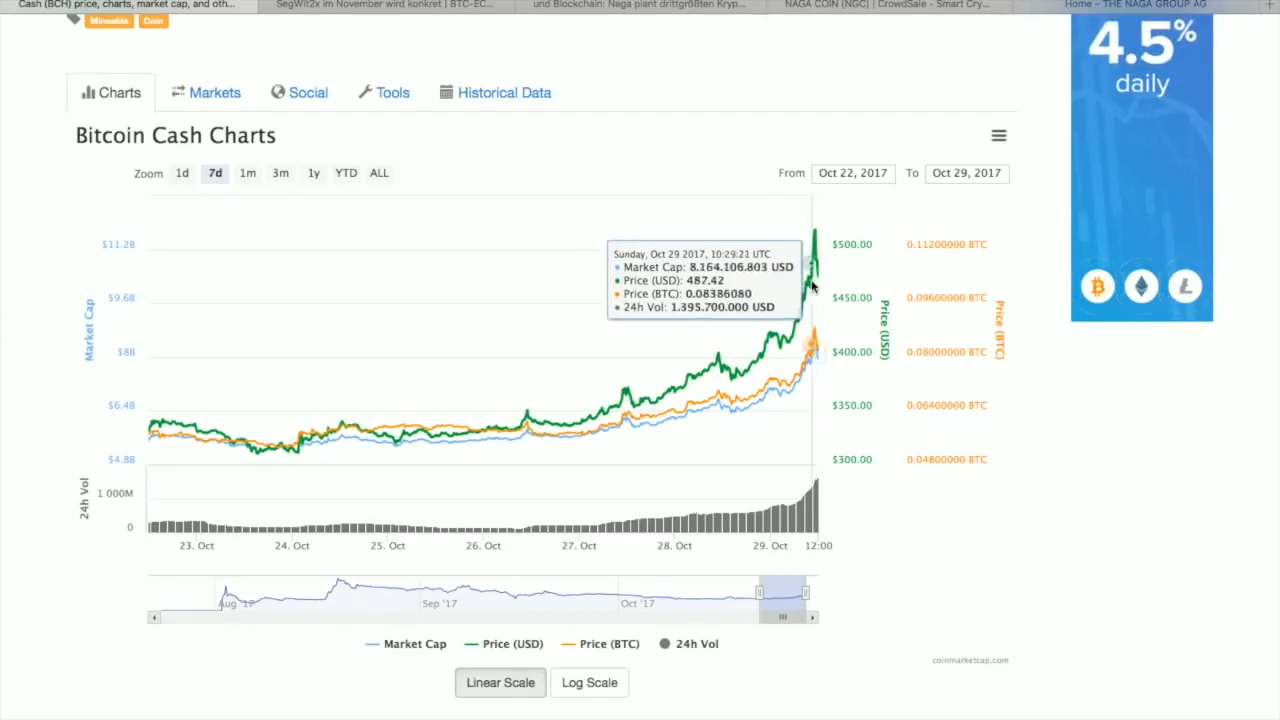 Cash (BCH) price, charts, market cap, and oth...
SegWit2x im November wird konkret | BTC-EC...
und Blockchain: Naga plant drittgrößten Kryp...
NAGA COIN (NGC) | CrowdSale - Smart Cry...
Home – THE NAGA GROUP AG
Mineable
Coin
4.5%
daily
Charts
Markets
Social
Tools
Historical Data
Bitcoin Cash Charts
Zoom 1d 7d 1m 3m 1y YTD ALL
From Oct 22, 2017 To Oct 29, 2017
$11.2B
$9.6B
$8B
$6.4B
$4.8B
Market Cap
Sunday, Oct 29 2017, 10:29:21 UTC
Market Cap: 8.164.106.803 USD
Price (USD): 487.42
Price (BTC): 0.08386080
24h Vol: 1.395.700.000 USD
$500.00
$450.00
$400.00
$350.00
$300.00
Price (USD)
0.11200000 BTC
0.09600000 BTC
0.08000000 BTC
0.06400000 BTC
0.04800000 BTC
Price (BTC)
24h Vol
1 000M
0
23. Oct
24. Oct
25. Oct
26. Oct
27. Oct
28. Oct
29. Oct
12:00
Aug '17
Sep '17
Oct '17
Market Cap
Price (USD)
Price (BTC)
24h Vol
coinmarketcap.com
Linear Scale
Log Scale